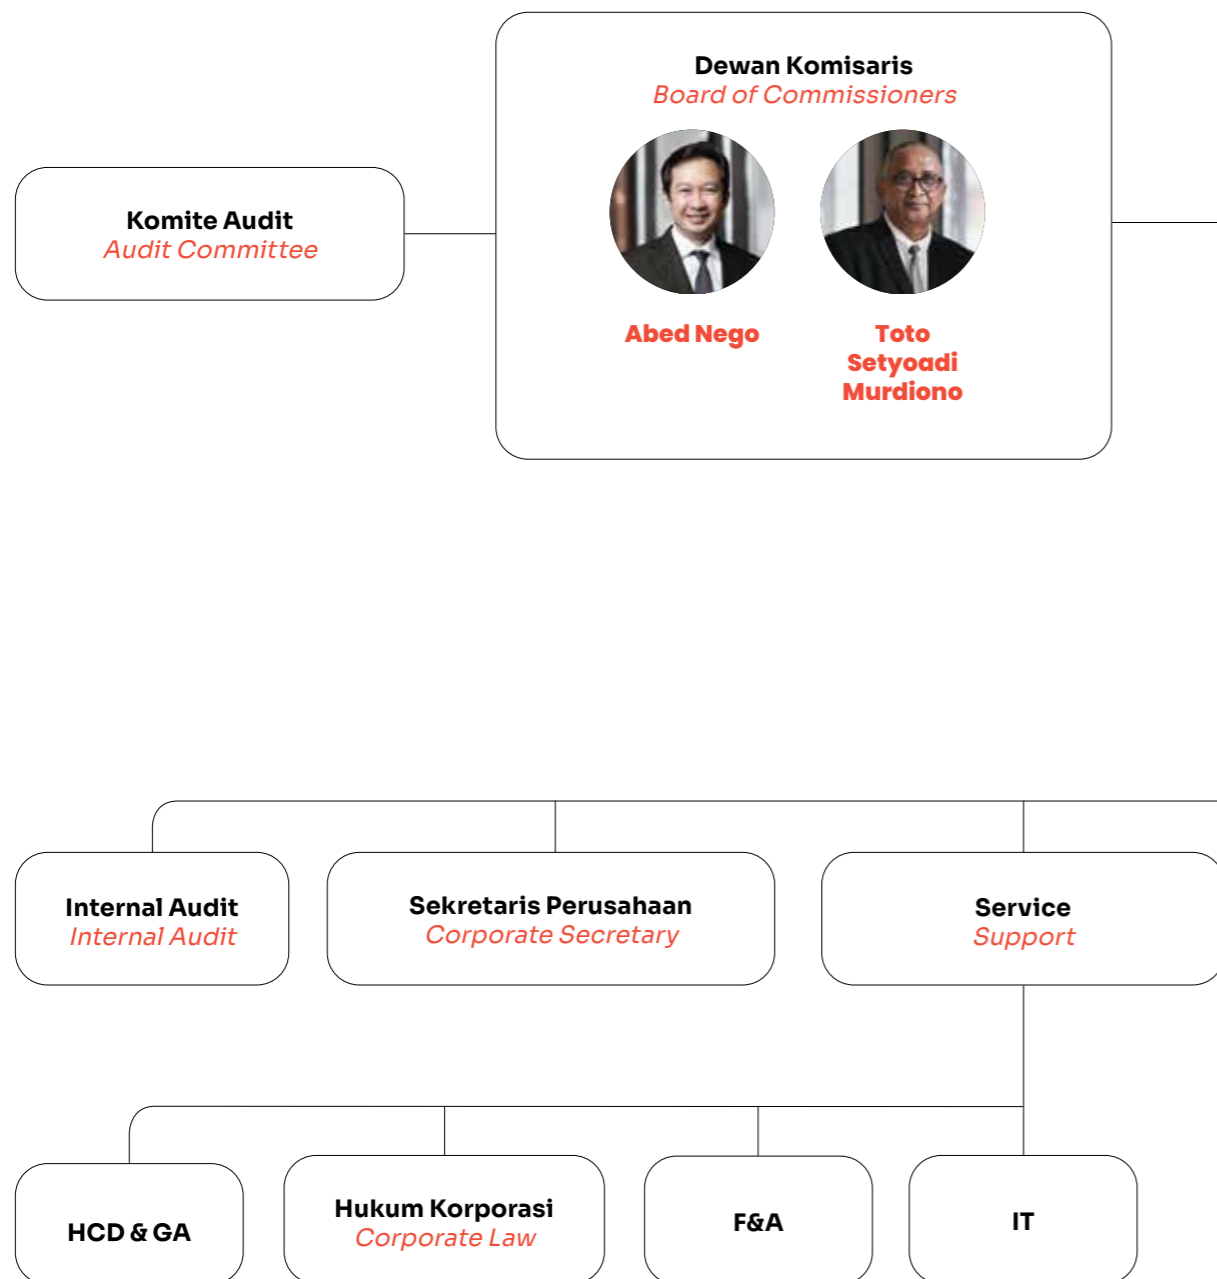 Dewan Komisaris
Board of Commissioners
Komite Audit
Audit Committee
Abed Nego
Toto
Setyoadi
Murdiono
Internal Audit
Internal Audit
Sekretaris Perusahaan
Corporate Secretary
Service
Support
HCD & GA
Hukum Korporasi
Corporate Law
F&A
IT